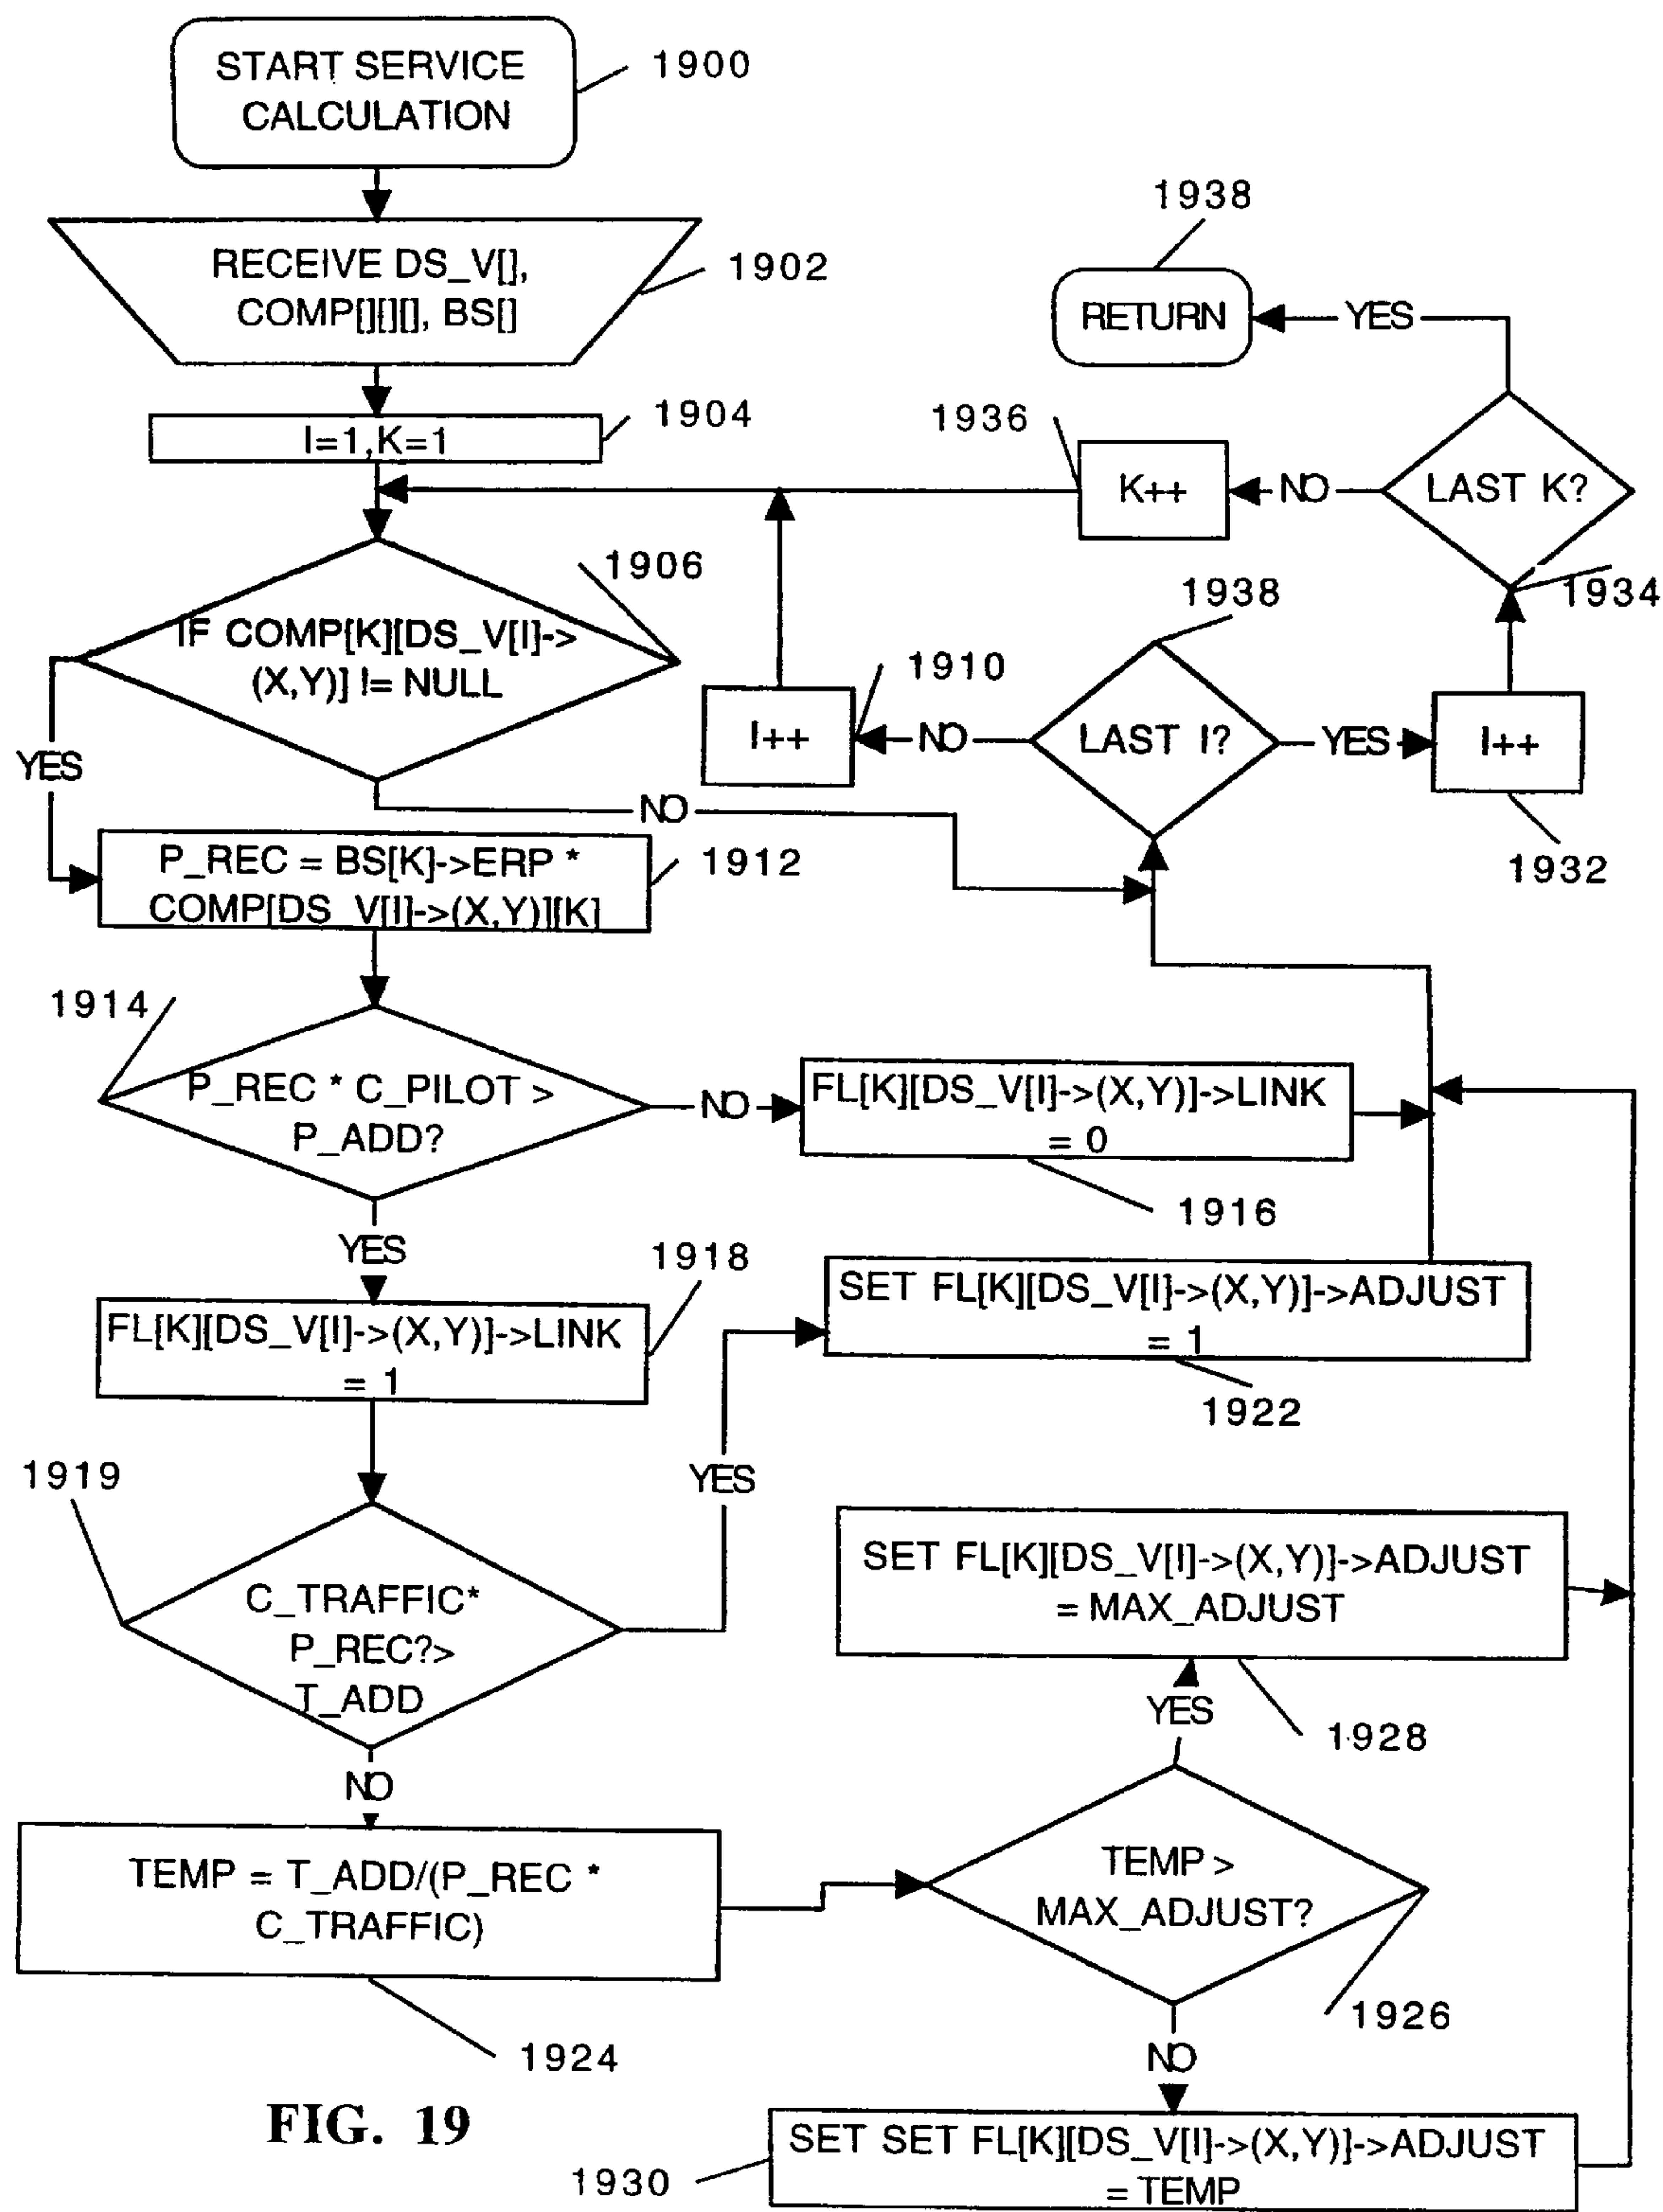 START SERVICE
CALCULATION
1900
RECEIVE DS_V[],
COMP[][][], BS[]
1902
I=1,K=1
1904
1938
RETURN
YES
1936
K++
NO
LAST K?
1934
IF COMP[K][DS_V[I]->
(X,Y)] != NULL
1906
YES
NO
1910
I++
NO
1938
LAST I?
YES
I++
1932
P_REC = BS[K]->ERP *
COMP[DS_V[I]->(X,Y)][K]
1912
1914
P_REC * C_PILOT >
P_ADD?
NO
FL[K][DS_V[I]->(X,Y)]->LINK
= 0
1916
YES
FL[K][DS_V[I]->(X,Y)]->LINK
= 1
1918
SET FL[K][DS_V[I]->(X,Y)]->ADJUST
= 1
1922
1919
C_TRAFFIC*
P_REC?>
T_ADD
YES
NO
SET FL[K][DS_V[I]->(X,Y)]->ADJUST
= MAX_ADJUST
1928
YES
TEMP = T_ADD/(P_REC *
C_TRAFFIC)
1924
TEMP >
MAX_ADJUST?
1926
NO
SET SET FL[K][DS_V[I]->(X,Y)]->ADJUST
= TEMP
1930
FIG. 19